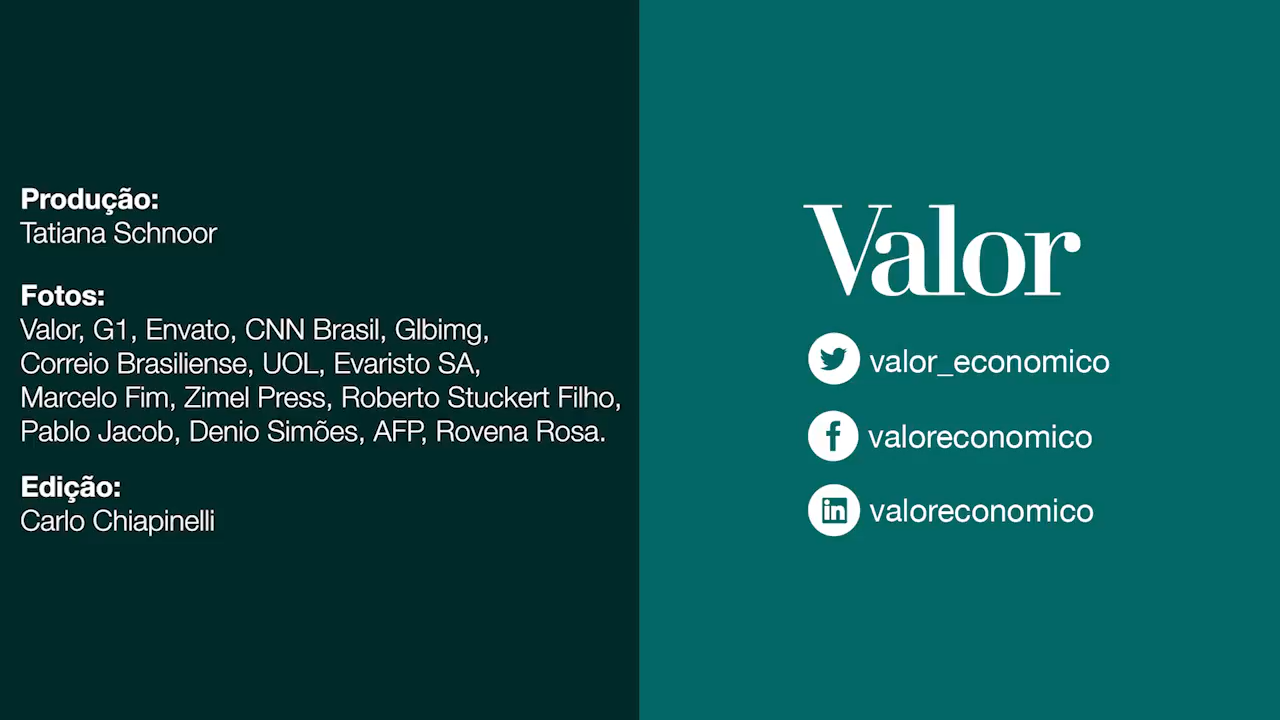 Produção:
Tatiana Schnoor
Fotos:
Valor, G1, Envato, CNN Brasil, Glbimg,
Correio Brasiliense, UOL, Evaristo SA,
Marcelo Fim, Zimel Press, Roberto Stuckert Filho,
Pablo Jacob, Denio Simões, AFP, Rovena Rosa.
Edição:
Carlo Chiapinelli
Valor
valor_economico
valoreconomico
valoreconomico